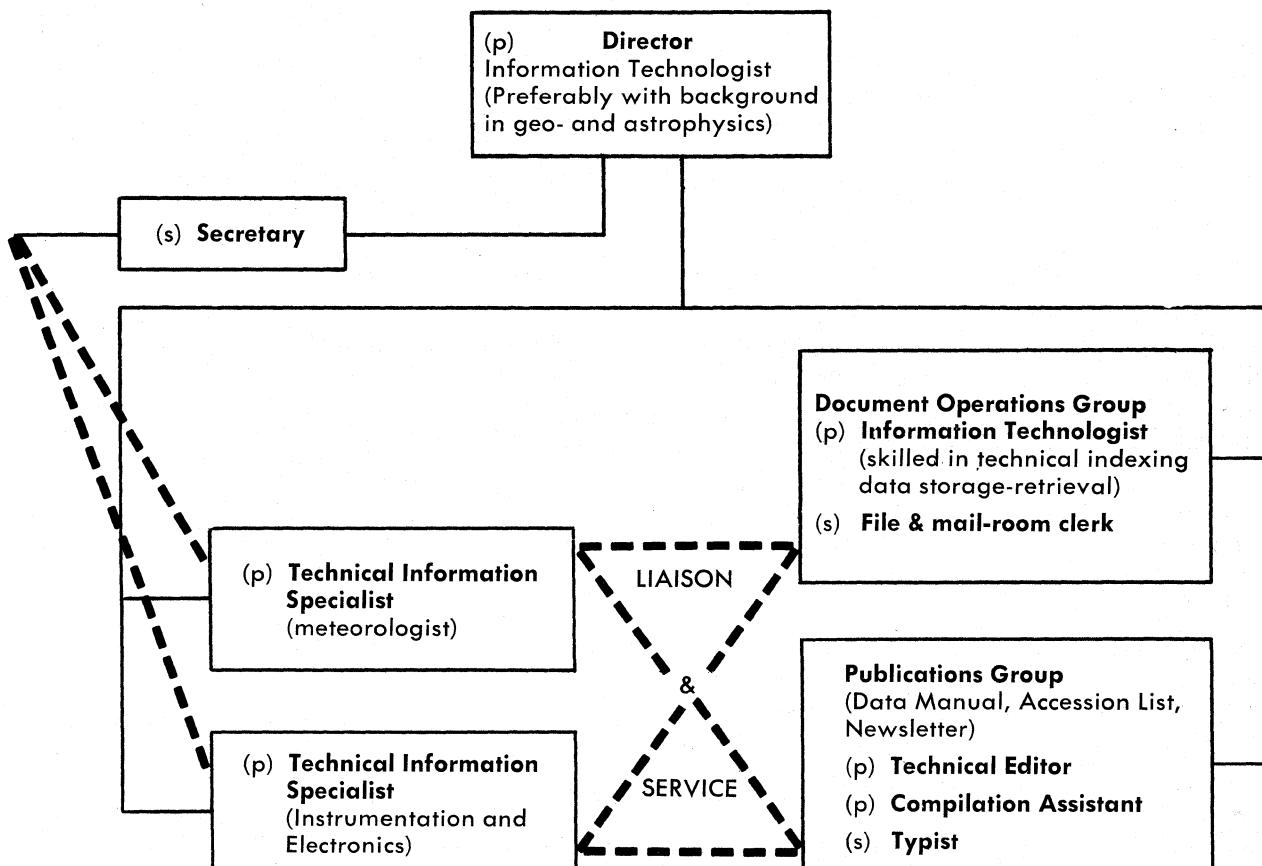 (p) Director
Information Technologist
(Preferably with background
in geo- and astrophysics)
(s) Secretary
Document Operations Group
(p) Information Technologist
(skilled in technical indexing
data storage-retrieval)
(s) File & mail-room clerk
(p) Technical Information
Specialist
(meteorologist)
LIAISON
&
SERVICE
(p) Technical Information
Specialist
(Instrumentation and
Electronics)
Publications Group
(Data Manual, Accession List,
Newsletter)
(p) Technical Editor
(p) Compilation Assistant
(s) Typist